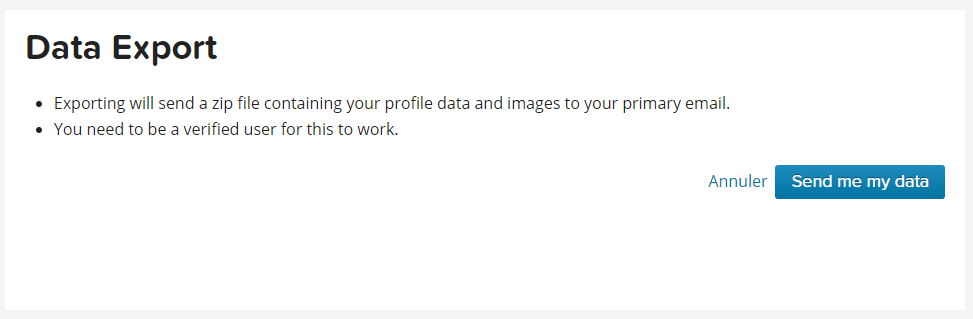 Data Export
Exporting will send a zip file containing your profile data and images to your primary email.
You need to be a verified user for this to work.
Annuler Send me my data